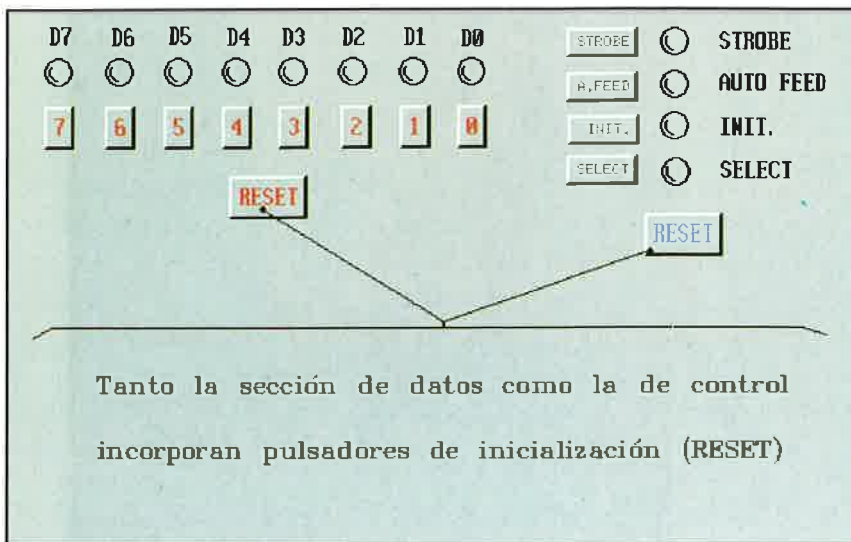 D7 D6 D5 D4 D3 D2 D1 D0
7 6 5 4 3 2 1 0
STROBE STROBE
A.FEED AUTO FEED
INIT. INIT.
SELECT SELECT
RESET
RESET
Tanto la sección de datos como la de control
incorporan pulsadores de inicialización (RESET)